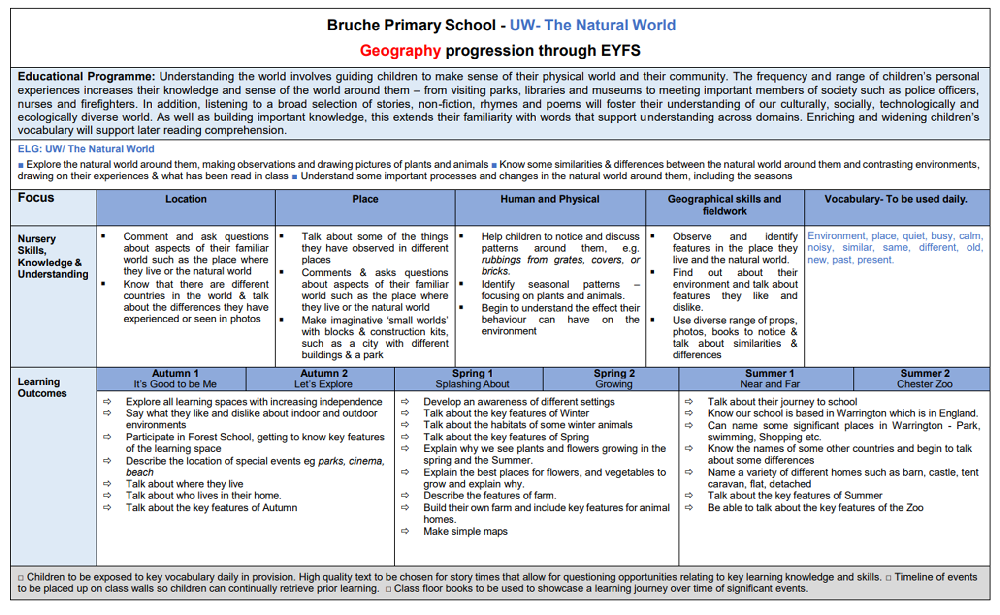 Bruche Primary School - UW- The Natural World
Geography progression through EYFS
Educational Programme: Understanding the world involves guiding children to make sense of their physical world and their community. The frequency and range of children’s personal
experiences increases their knowledge and sense of the world around them – from visiting parks, libraries and museums to meeting important members of society such as police officers,
nurses and firefighters. In addition, listening to a broad selection of stories, non-fiction, rhymes and poems will foster their understanding of our culturally, socially, technologically and
ecologically diverse world. As well as building important knowledge, this extends their familiarity with words that support understanding across domains. Enriching and widening children’s
vocabulary will support later reading comprehension.
ELG: UW/ The Natural World
■ Explore the natural world around them, making observations and drawing pictures of plants and animals ■ Know some similarities & differences between the natural world around them and contrasting environments,
drawing on their experiences & what has been read in class ■ Understand some important processes and changes in the natural world around them, including the seasons
Focus
Location
Place
Human and Physical
Geographical skills and
fieldwork
Vocabulary- To be used daily.
Nursery
Skills,
Knowledge &
Understanding
▪ Comment and ask questions
about aspects of their familiar
world such as the place where
they live or the natural world
▪ Know that there are different
countries in the world & talk
about the differences they have
experienced or seen in photos
▪ Talk about some of the things
they have observed in different
places
▪ Comments & asks questions
about aspects of their familiar
world such as the place where
they live or the natural world
▪ Make imaginative ‘small worlds’
with blocks & construction kits,
such as a city with different
buildings & a park
▪ Help children to notice and discuss
patterns around them, e.g.
rubbings from grates, covers, or
bricks.
▪ Identify seasonal patterns –
focusing on plants and animals.
▪ Begin to understand the effect their
behaviour can have on the
environment
▪ Observe and identify
features in the place they
live and the natural world.
▪ Find out about their
environment and talk about
features they like and
dislike.
▪ Use diverse range of props,
photos, books to notice &
talk about similarities &
differences
Environment, place, quiet, busy, calm,
noisy, similar, same, different, old,
new, past, present.
Learning
Outcomes
Autumn 1
It’s Good to be Me
Autumn 2
Let’s Explore
Spring 1
Splashing About
Spring 2
Growing
Summer 1
Near and Far
Summer 2
Chester Zoo
⇨ Explore all learning spaces with increasing independence
⇨ Say what they like and dislike about indoor and outdoor
environments
⇨ Participate in Forest School, getting to know key features
of the learning space
⇨ Describe the location of special events eg parks, cinema,
beach
⇨ Talk about where they live
⇨ Talk about who lives in their home.
⇨ Talk about the key features of Autumn
⇨ Develop an awareness of different settings
⇨ Talk about the key features of Winter
⇨ Talk about the habitats of some winter animals
⇨ Talk about the key features of Spring
⇨ Explain why we see plants and flowers growing in the
spring and the Summer.
⇨ Explain the best places for flowers, and vegetables to
grow and explain why.
⇨ Describe the features of farm.
⇨ Build their own farm and include key features for animal
homes.
⇨ Make simple maps
⇨ Talk about their journey to school
⇨ Know our school is based in Warrington which is in England.
⇨ Can name some significant places in Warrington - Park,
swimming, Shopping etc.
⇨ Know the names of some other countries and begin to talk
about some differences
⇨ Name a variety of different homes such as barn, castle, tent
caravan, flat, detached
⇨ Talk about the key features of Summer
⇨ Be able to talk about the key features of the Zoo
□ Children to be exposed to key vocabulary daily in provision. High quality text to be chosen for story times that allow for questioning opportunities relating to key learning knowledge and skills. □ Timeline of events
to be placed up on class walls so children can continually retrieve prior learning. □ Class floor books to be used to showcase a learning journey over time of significant events.